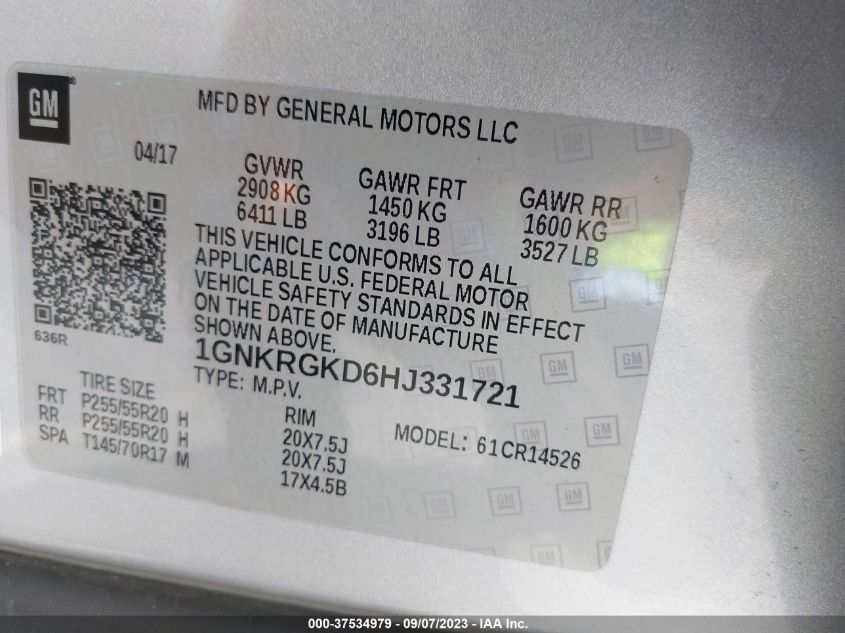 GM
MFD BY GENERAL MOTORS LLC
04/17
GVWR
2908 KG
6411 LB
GAWR FRT
1450 KG
3196 LB
GAWR RR
1600 KG
3527 LB
THIS VEHICLE CONFORMS TO ALL
APPLICABLE U.S. FEDERAL MOTOR
VEHICLE SAFETY STANDARDS IN EFFECT
ON THE DATE OF MANUFACTURE
SHOWN ABOVE.
636R
1GNKRGKD6HJ331721
TYPE: M.P.V.
TIRE SIZE RIM
FRT P255/55R20 H 20X7.5J
RR P255/55R20 H 20X7.5J
SPA T145/70R17 M 17X4.5B
MODEL: 61CR14526
000-37534979 - 09/07/2023 - IAA Inc.